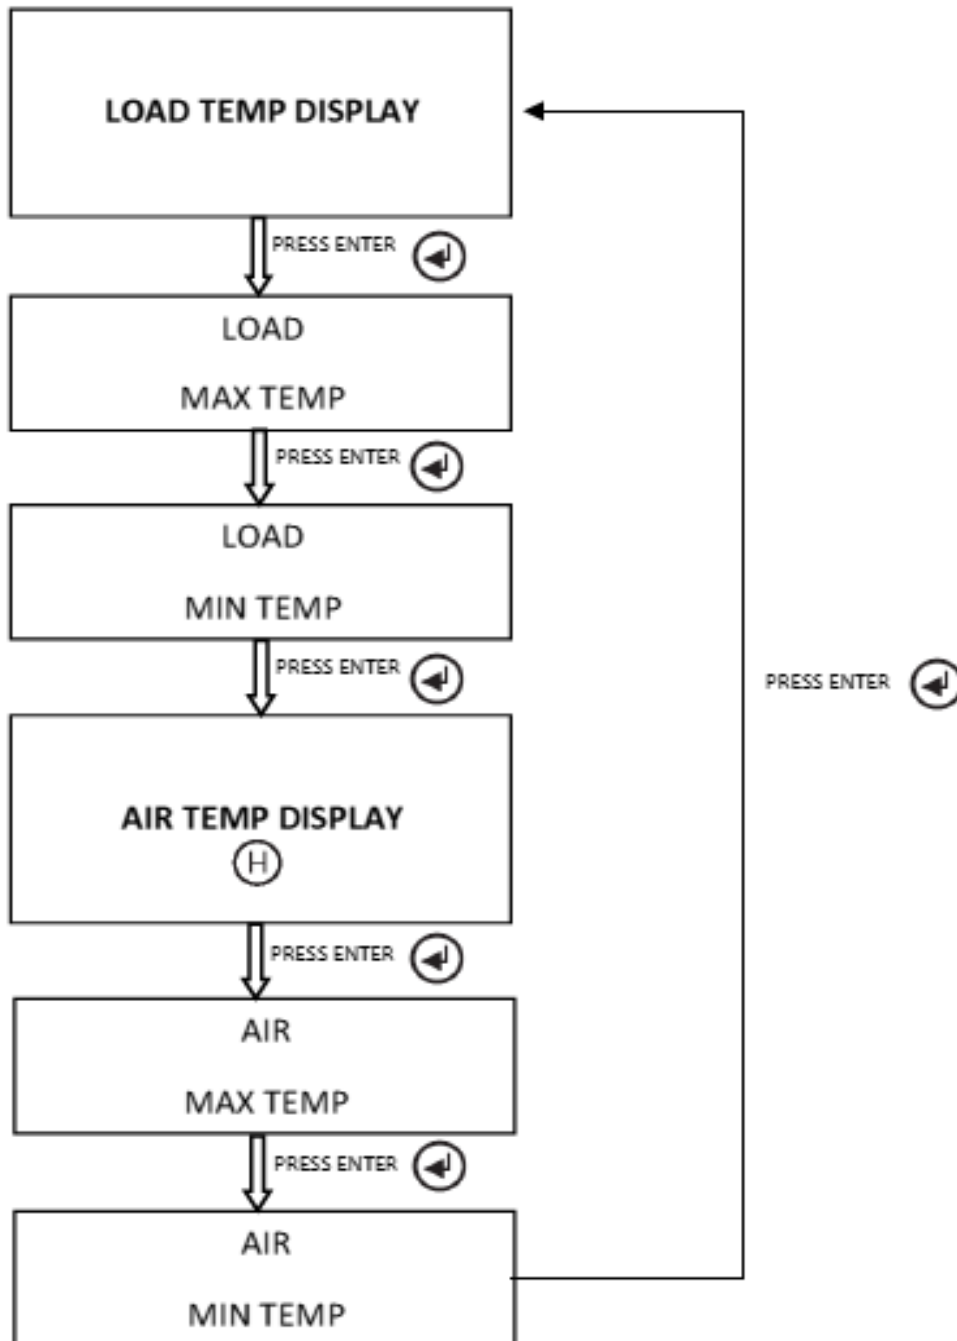 LOAD TEMP DISPLAY
PRESS ENTER
LOAD
MAX TEMP
PRESS ENTER
LOAD
MIN TEMP
PRESS ENTER
PRESS ENTER
AIR TEMP DISPLAY
H
PRESS ENTER
AIR
MAX TEMP
PRESS ENTER
AIR
MIN TEMP